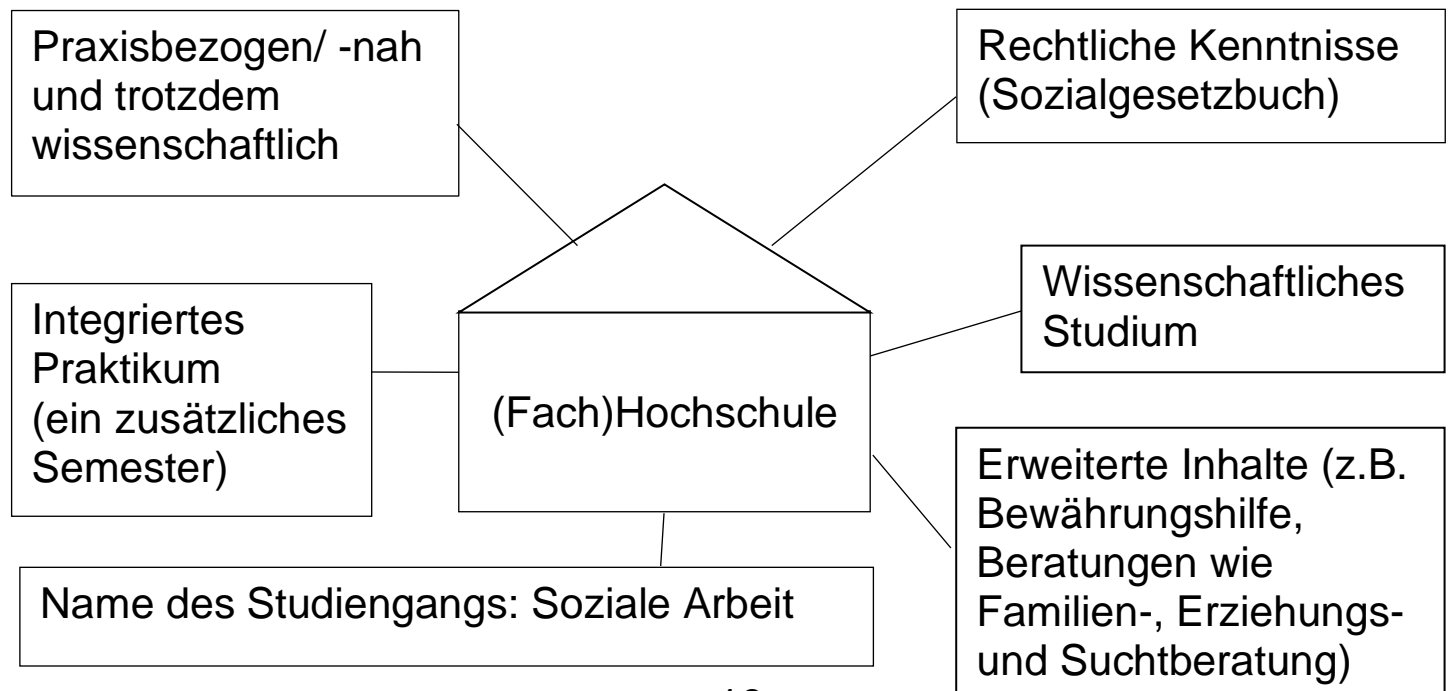 Praxisbezogen/ -nah
und trotzdem
wissenschaftlich
Rechtliche Kenntnisse
(Sozialgesetzbuch)
Integriertes
Praktikum
(ein zusätzliches
Semester)
(Fach)Hochschule
Wissenschaftliches
Studium
Erweiterte Inhalte (z.B.
Bewährungshilfe,
Beratungen wie
Familien-, Erziehungs-
und Suchtberatung)
Name des Studiengangs: Soziale Arbeit